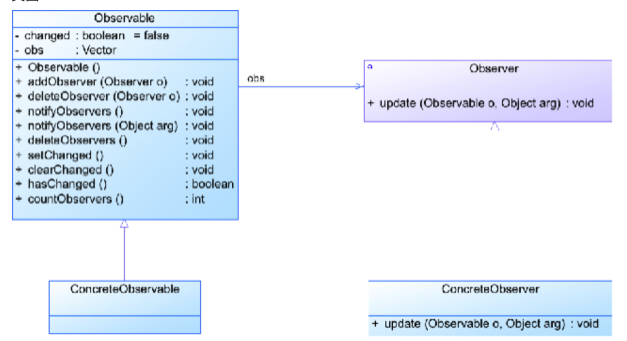 Observable
- changed : boolean = false
- obs : Vector
+ Observable ()
+ addObserver (Observer o) : void
+ deleteObserver (Observer o) : void
+ notifyObservers () : void
+ notifyObservers (Object arg) : void
+ deleteObservers () : void
+ setChanged () : void
+ clearChanged () : void
+ hasChanged () : boolean
+ countObservers () : int
obs
Observer
+ update (Observable o, Object arg) : void
ConcreteObservable
ConcreteObserver
+ update (Observable o, Object arg) : void